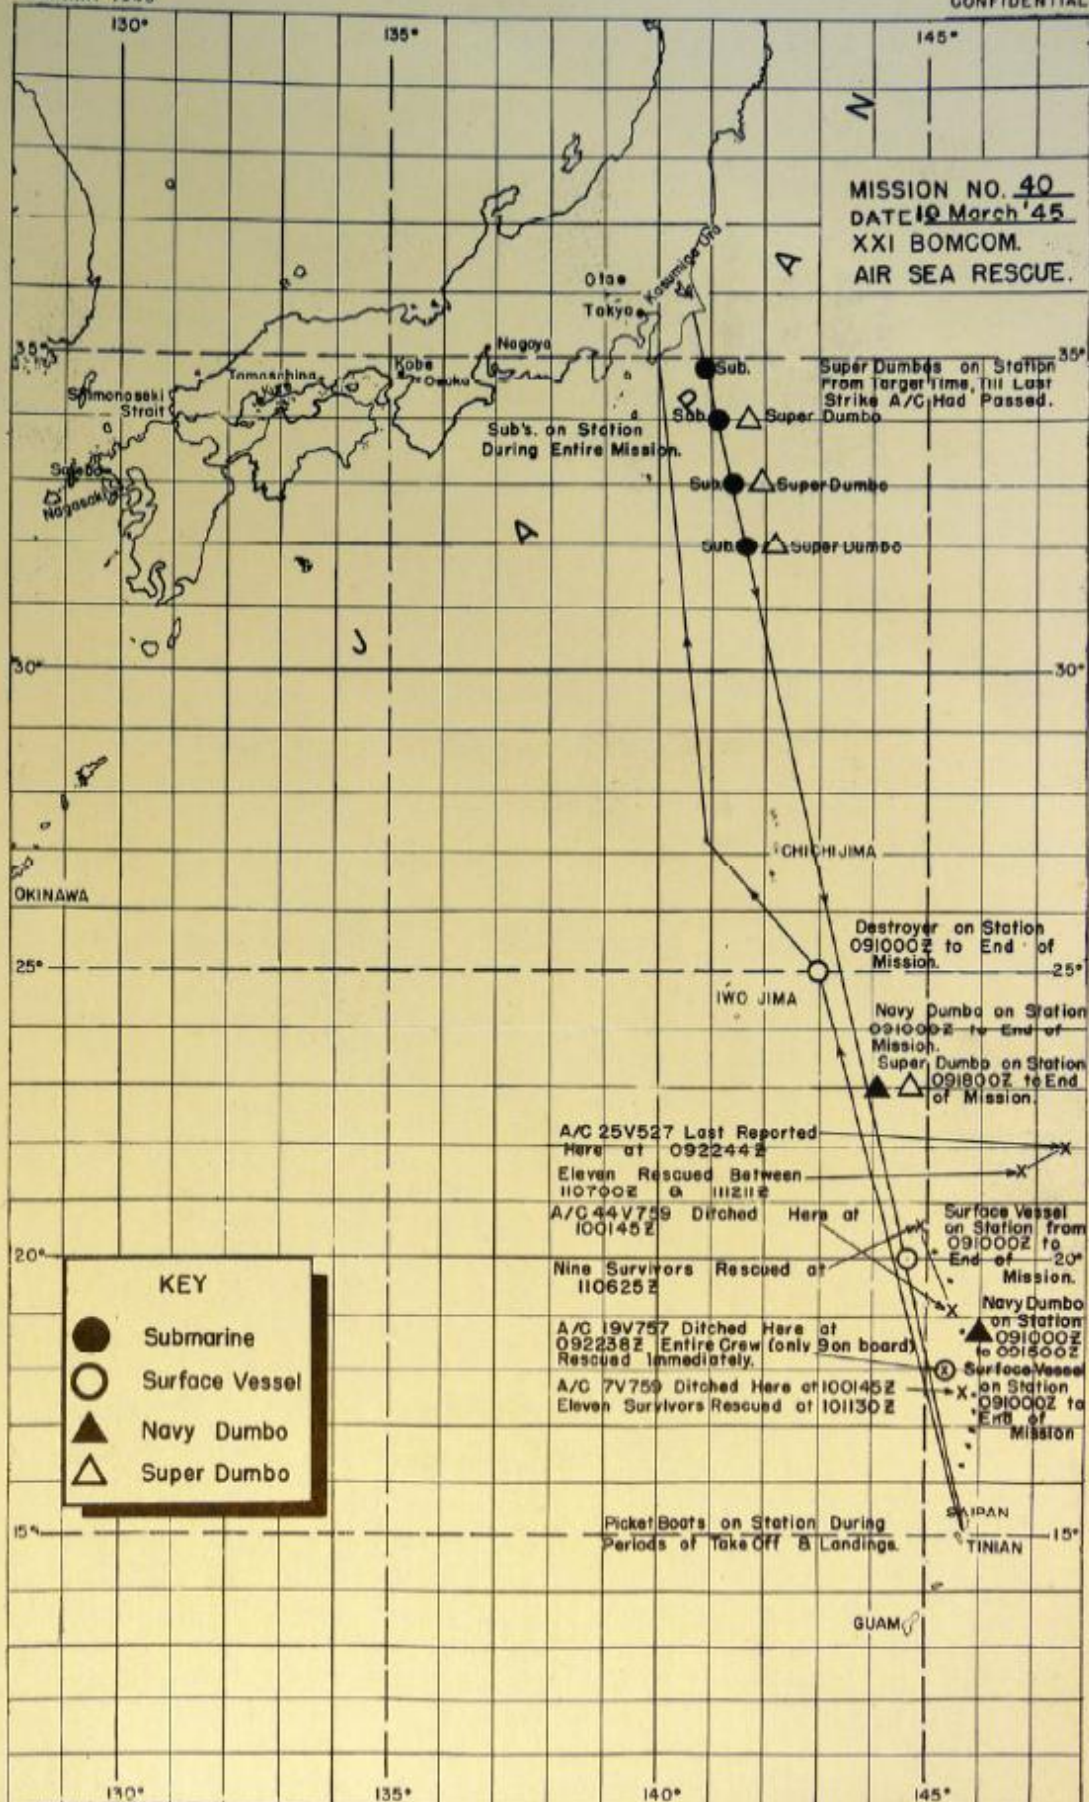 CONFIDENTIAL
130°
135°
145°
N
MISSION NO. 40
DATE 10 March '45
XXI BOMCOM.
AIR SEA RESCUE.
A
Kasumiga Ura
Ota
Tokyo
35°
35°
Nagoya
Kobe
Osaka
Tamashima
Kure
Shimonoseki
Strait
Sasebo
Nagasaki
Sub.
Super Dumbos on Station
From Target Time, Till Last
Strike A/C Had Passed.
P
Sub.
Super Dumbo
Sub's. on Station
During Entire Mission.
Sub.
Super Dumbo
A
Sub.
Super Dumbo
J
30°
30°
CHICHI JIMA
OKINAWA
Destroyer on Station
091000Z to End of
Mission.
25°
25°
IWO JIMA
Navy Dumbo on Station
091000Z to End of
Mission.
Super Dumbo on Station
091800Z to End
of Mission.
A/C 25V527 Last Reported
Here at 092244Z
Eleven Rescued Between
110700Z & 111211Z
A/C 44V759 Ditched Here at
100145Z
Surface Vessel
on Station from
091000Z to
End of
Mission.
20°
20°
Nine Survivors Rescued at
110625Z
KEY
Submarine
Surface Vessel
Navy Dumbo
Super Dumbo
Navy Dumbo
on Station
091000Z
to 091500Z
A/C 19V757 Ditched Here at
092238Z Entire Crew (only 9 on board)
Rescued Immediately.
Surface Vessel
on Station
091000Z to
End of
Mission
A/C 7V759 Ditched Here at 100145Z
Eleven Survivors Rescued at 101130Z
SAIPAN
Picket Boats on Station During
Periods of Take Off & Landings.
15°
15°
TINIAN
GUAM
130°
135°
140°
145°